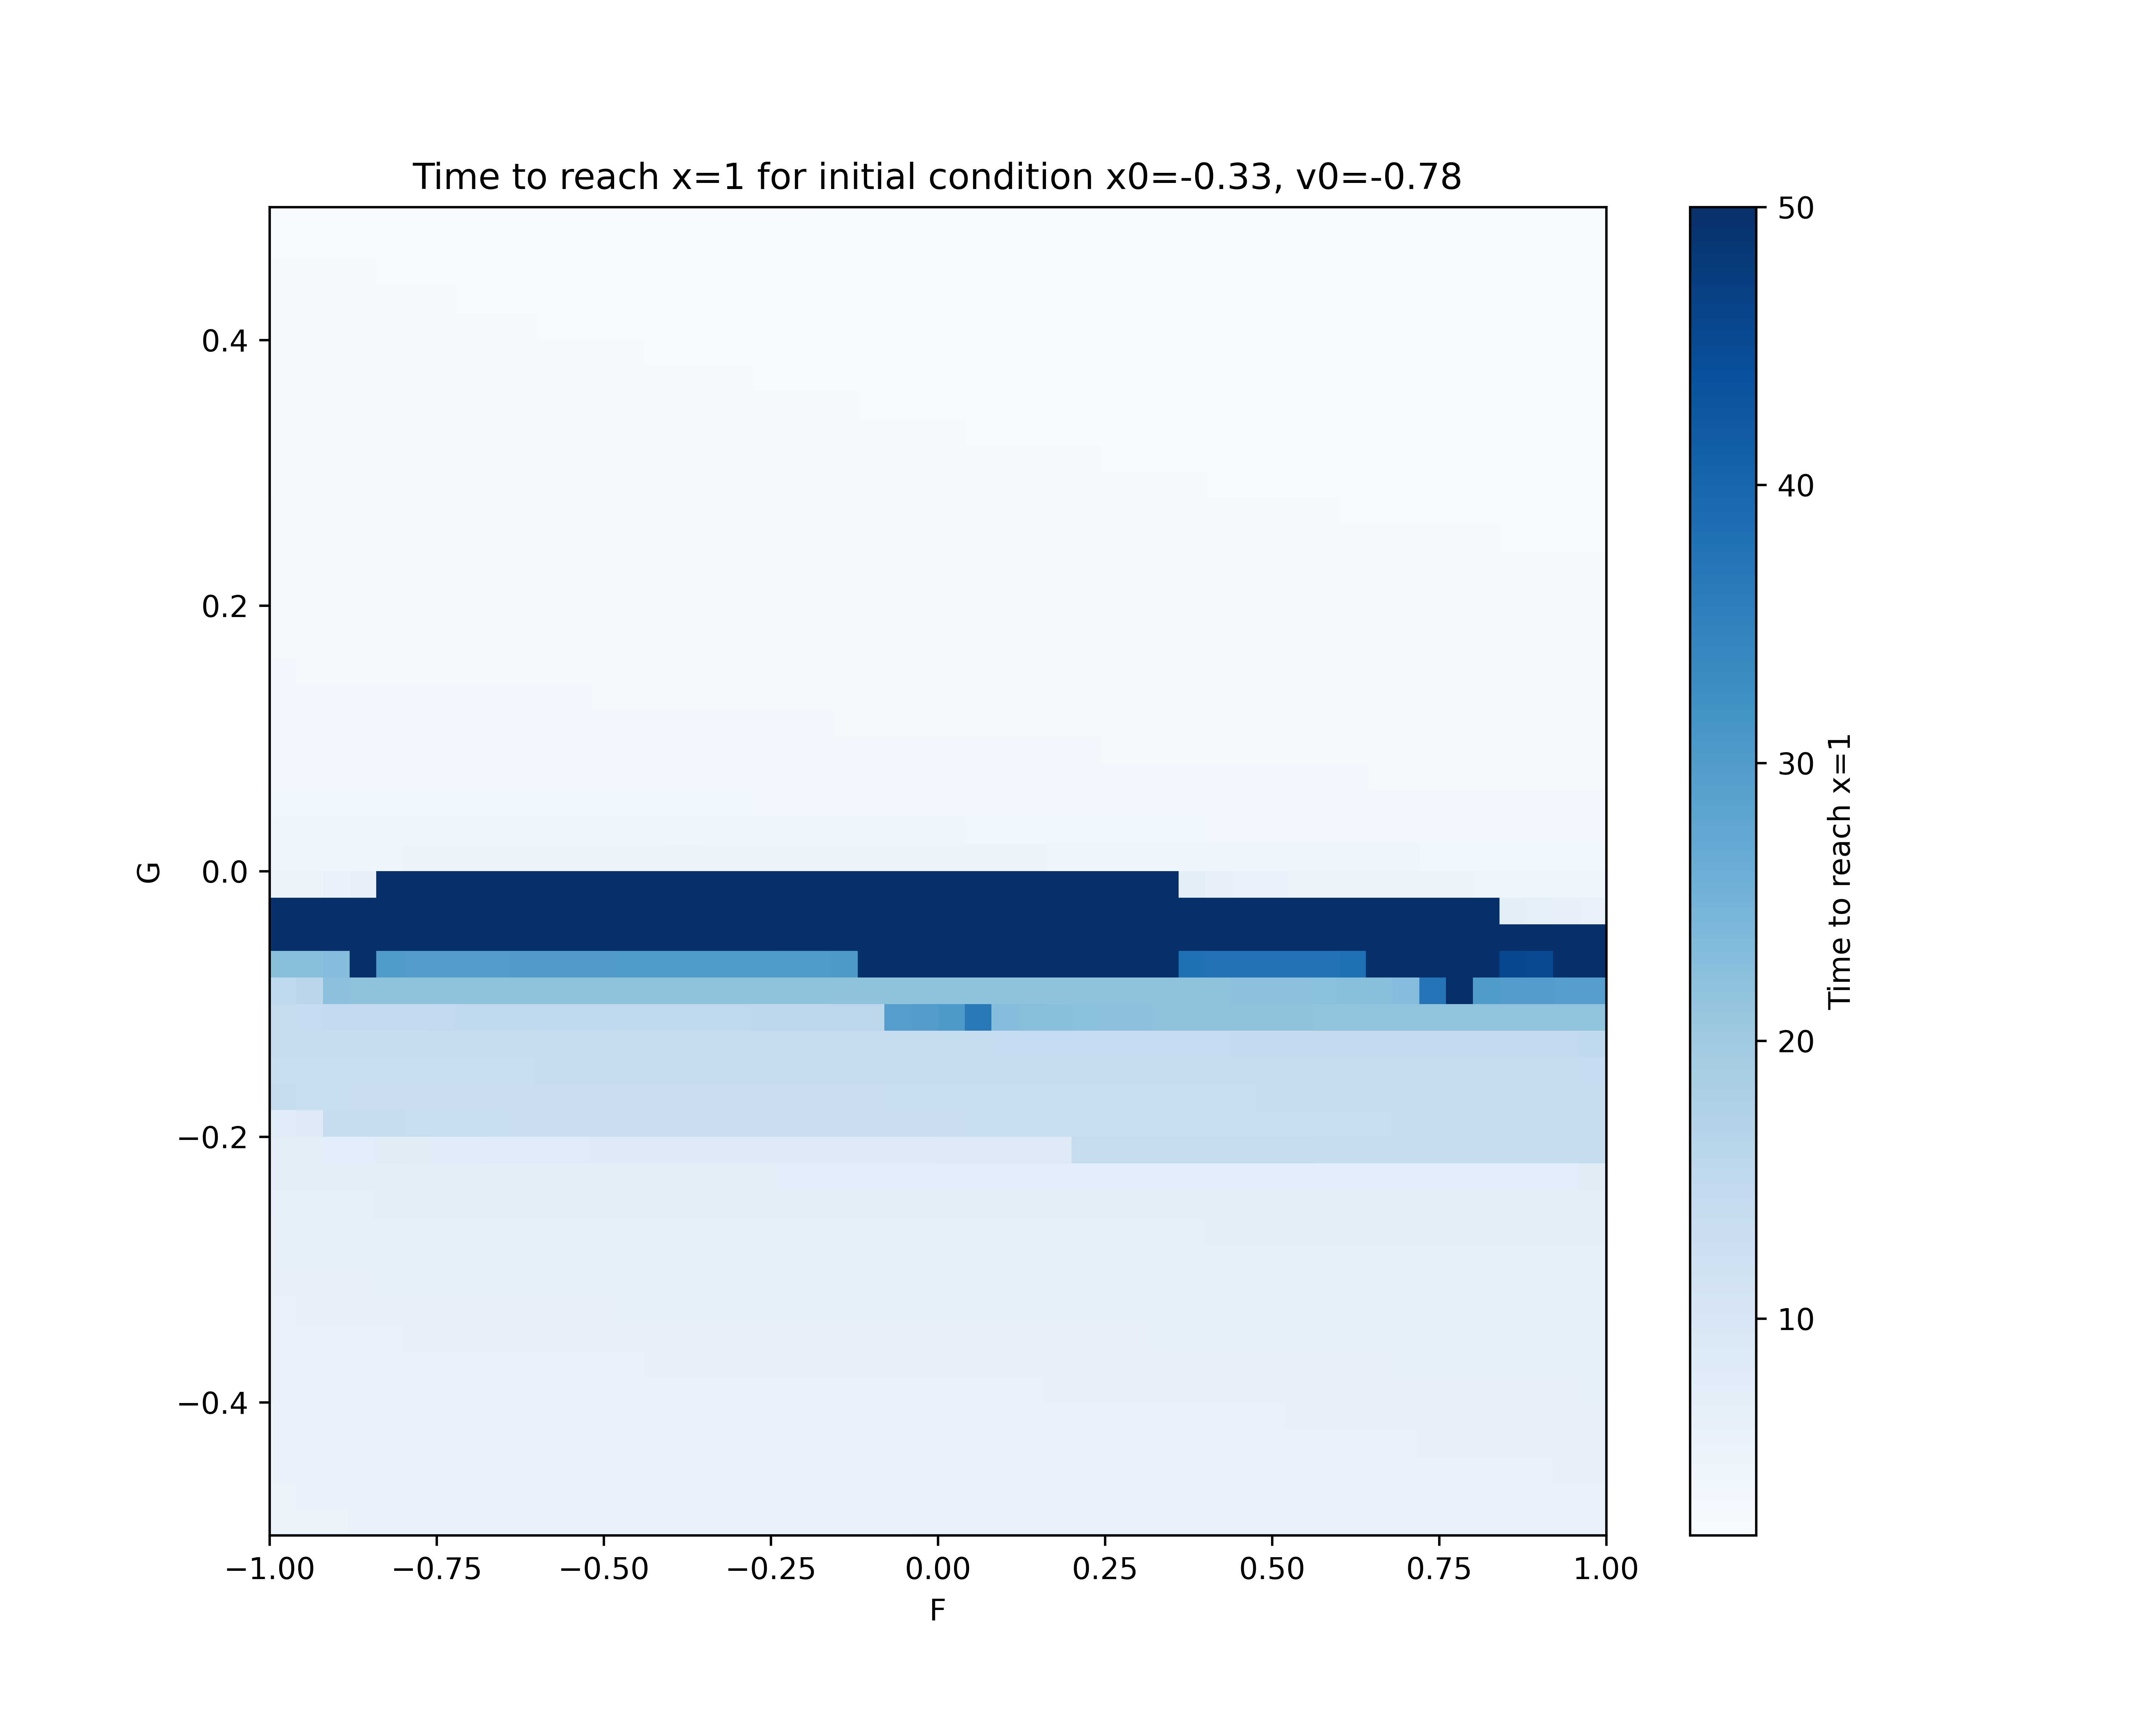 Time to reach x=1 for initial condition x0=-0.33, v0=-0.78
50
0.4
40
0.2
30
Time to reach x=1
G
0.0
20
−0.2
10
−0.4
−1.00 −0.75 −0.50 −0.25 0.00 0.25 0.50 0.75 1.00
F